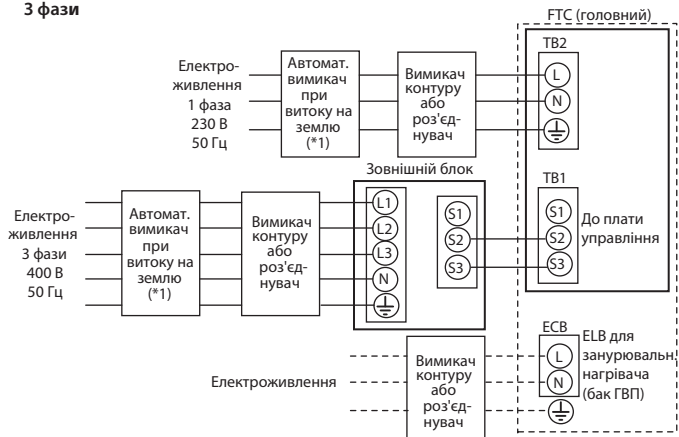 3 фази
FTC (головний)
TB2
Електро-
живлення
1 фаза
230 В
50 Гц
Автомат.
вимикач
при
витоку на
землю
(*1)
Вимикач
контуру
або
роз'єд-
нувач
L
N
Зовнішній блок
TB1
Електро-
живлення
3 фази
400 В
50 Гц
Автомат.
вимикач
при
витоку на
землю
(*1)
Вимикач
контуру
або
роз'єд-
нувач
L1
L2
L3
N
S1
S2
S3
S1
S2
S3
До плати
управління
ECB
ELB для
занурювальн.
нагрівача
(бак ГВП)
L
N
Електроживлення
Вимикач
контуру
або
роз'єд-
нувач